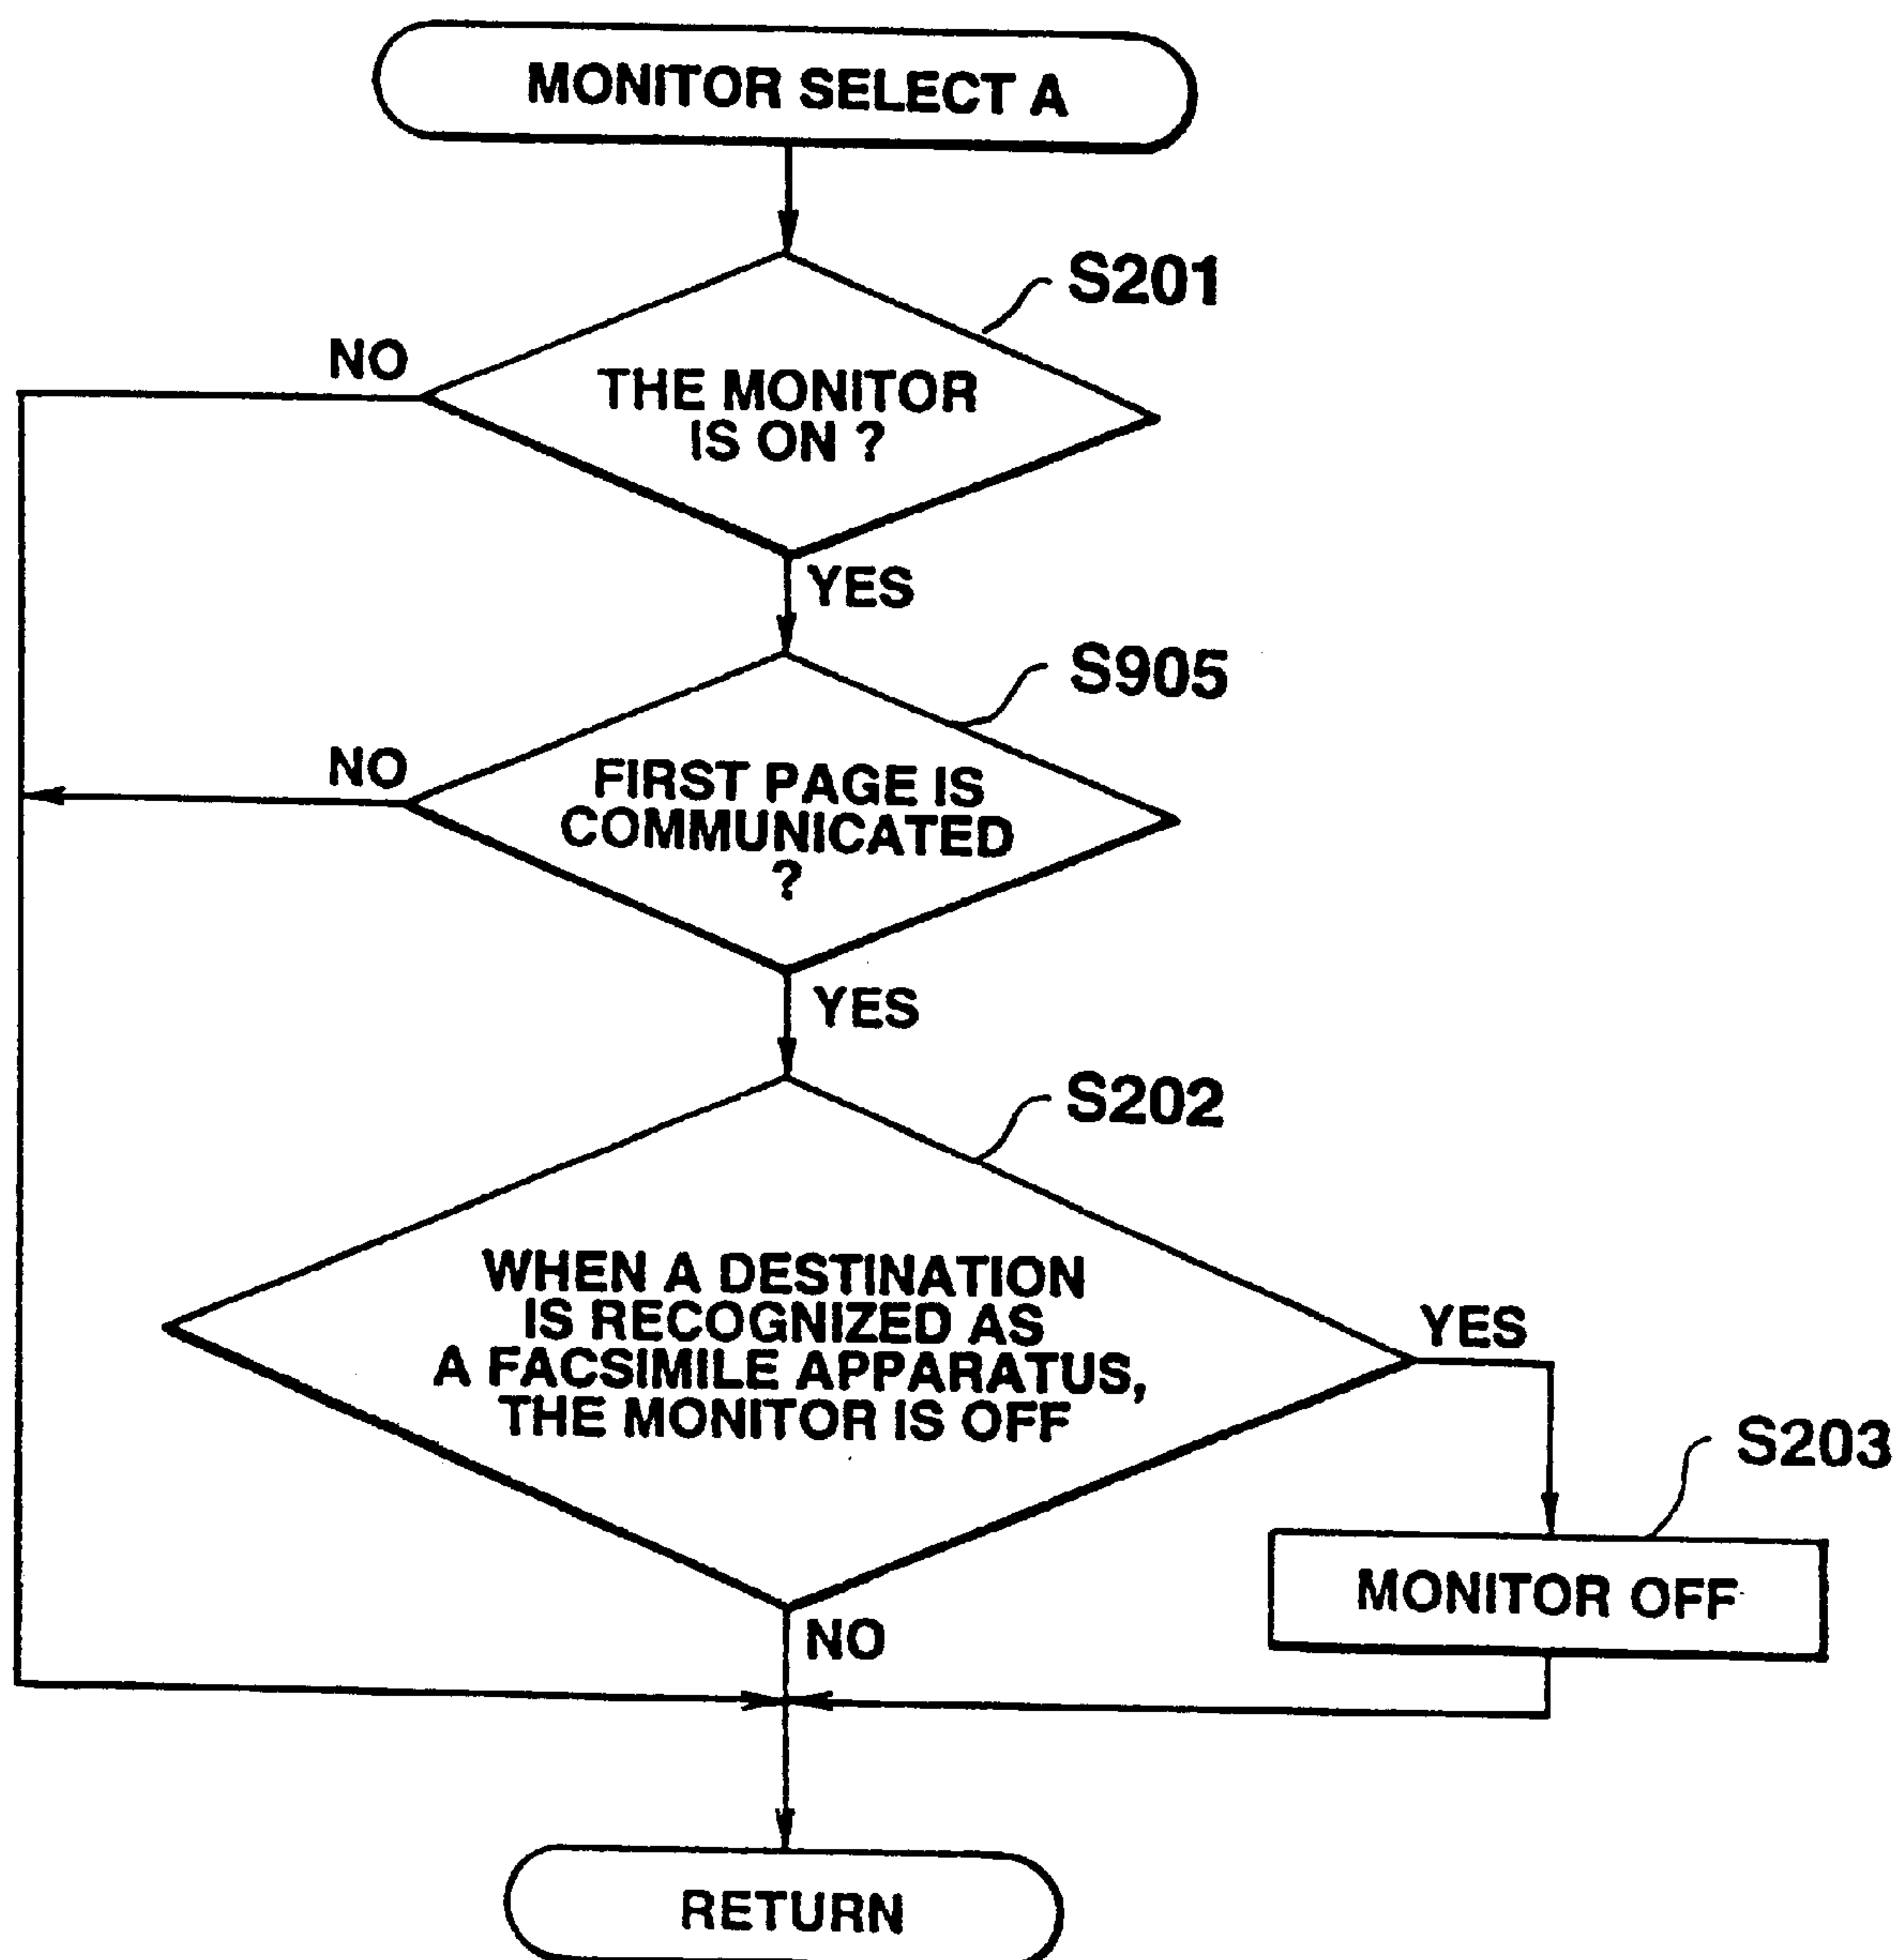 MONITOR SELECT A
S201
NO
THE MONITOR
IS ON ?
YES
S905
NO
FIRST PAGE IS
COMMUNICATED
?
YES
S202
WHEN A DESTINATION
IS RECOGNIZED AS
A FACSIMILE APPARATUS,
THE MONITOR IS OFF
YES
S203
MONITOR OFF
NO
RETURN